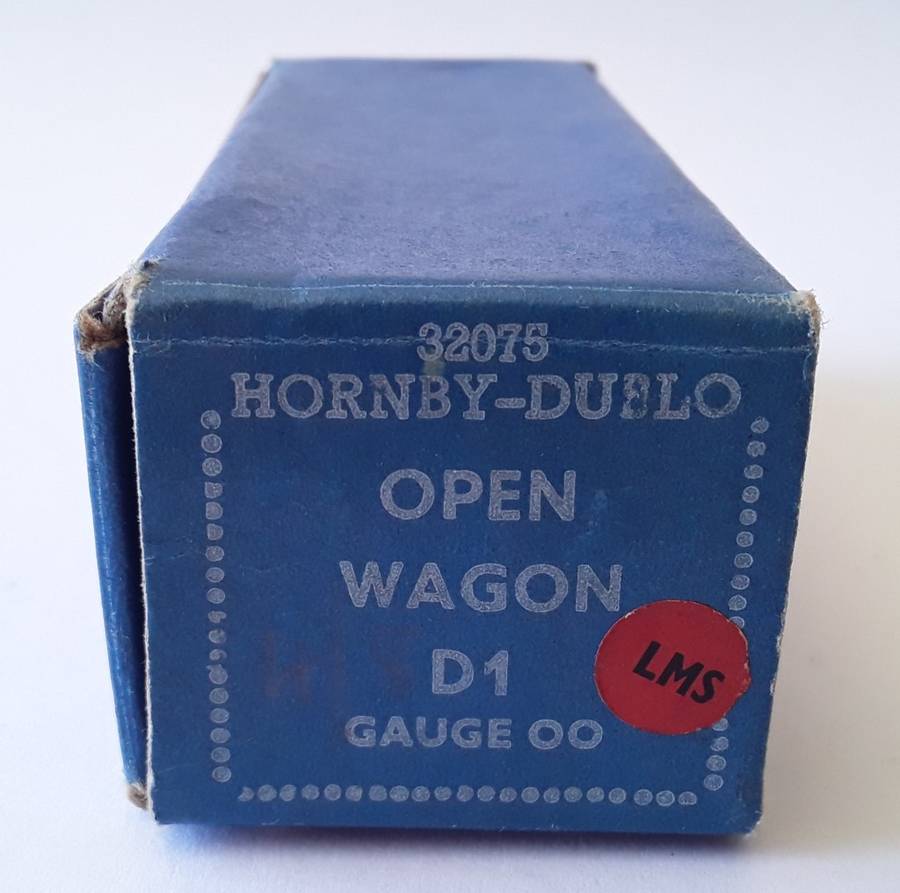 32075
HORNBY-DUBLO
OPEN
WAGON
D1
LMS
GAUGE OO